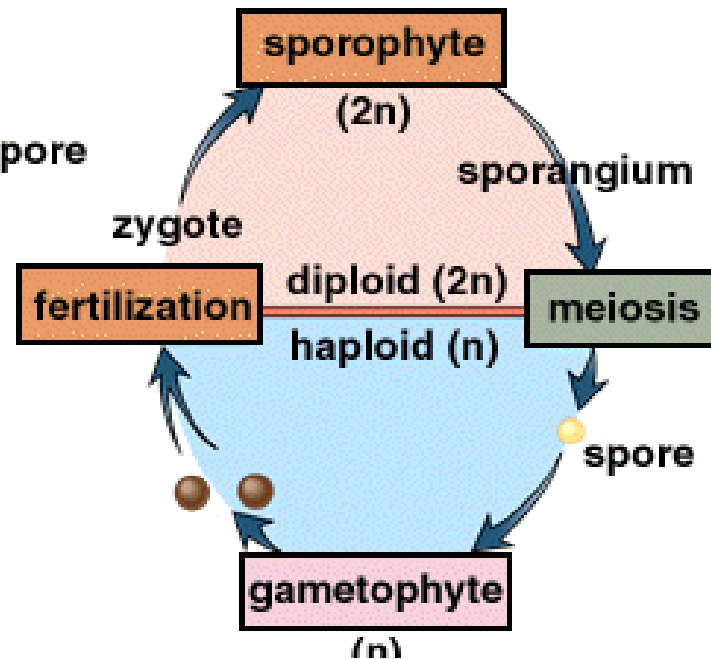 sporophyte
(2n)
pore
sporangium
zygote
diploid (2n)
fertilization
meiosis
haploid (n)
spore
gametophyte
(n)